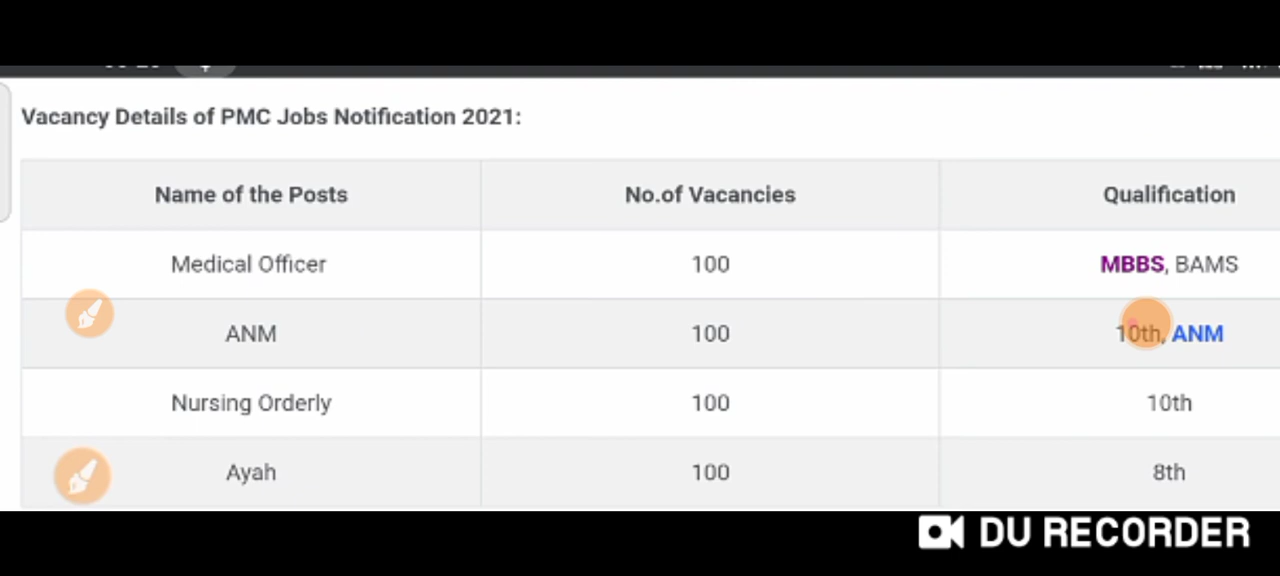 Vacancy Details of PMC Jobs Notification 2021:
Name of the Posts No.of Vacancies Qualification
Medical Officer 100 MBBS, BAMS
ANM 100 10th, ANM
Nursing Orderly 100 10th
Ayah 100 8th
DU RECORDER